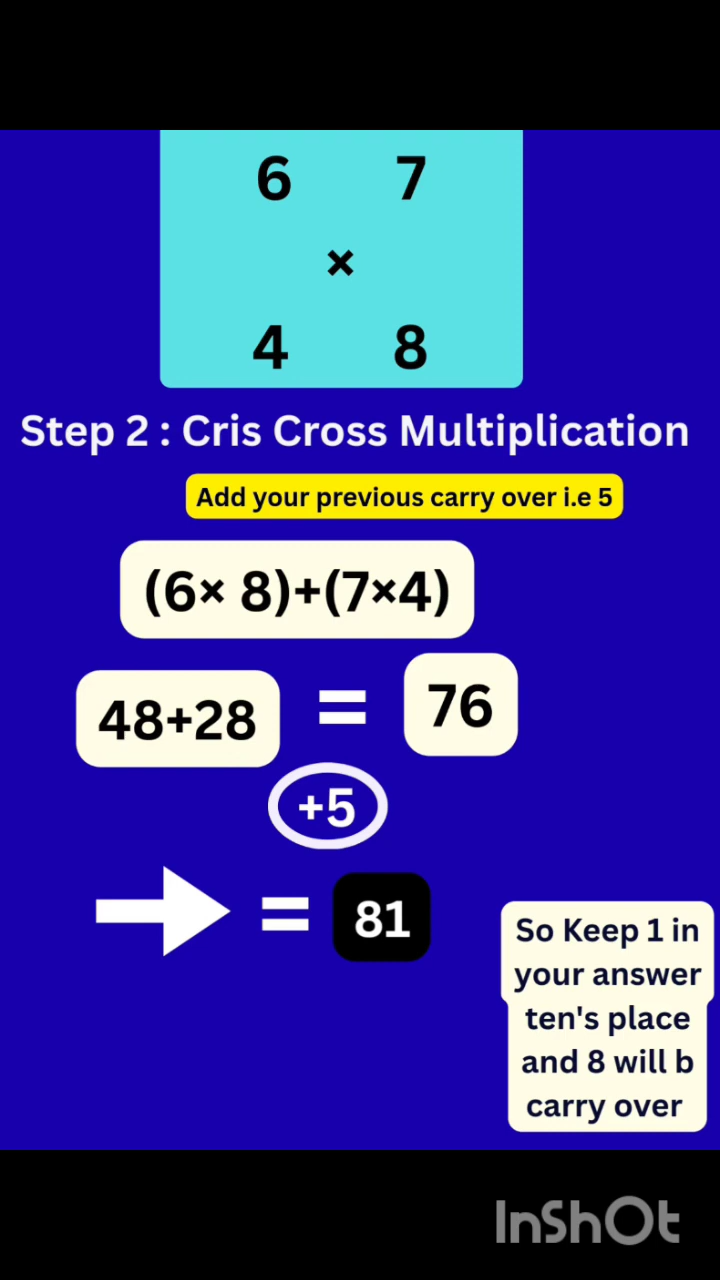 6 7
×
4 8
Step 2 : Cris Cross Multiplication
Add your previous carry over i.e 5
(6× 8)+(7×4)
48+28 = 76
+5
= 81
So Keep 1 in
your answer
ten's place
and 8 will b
carry over
InShOt